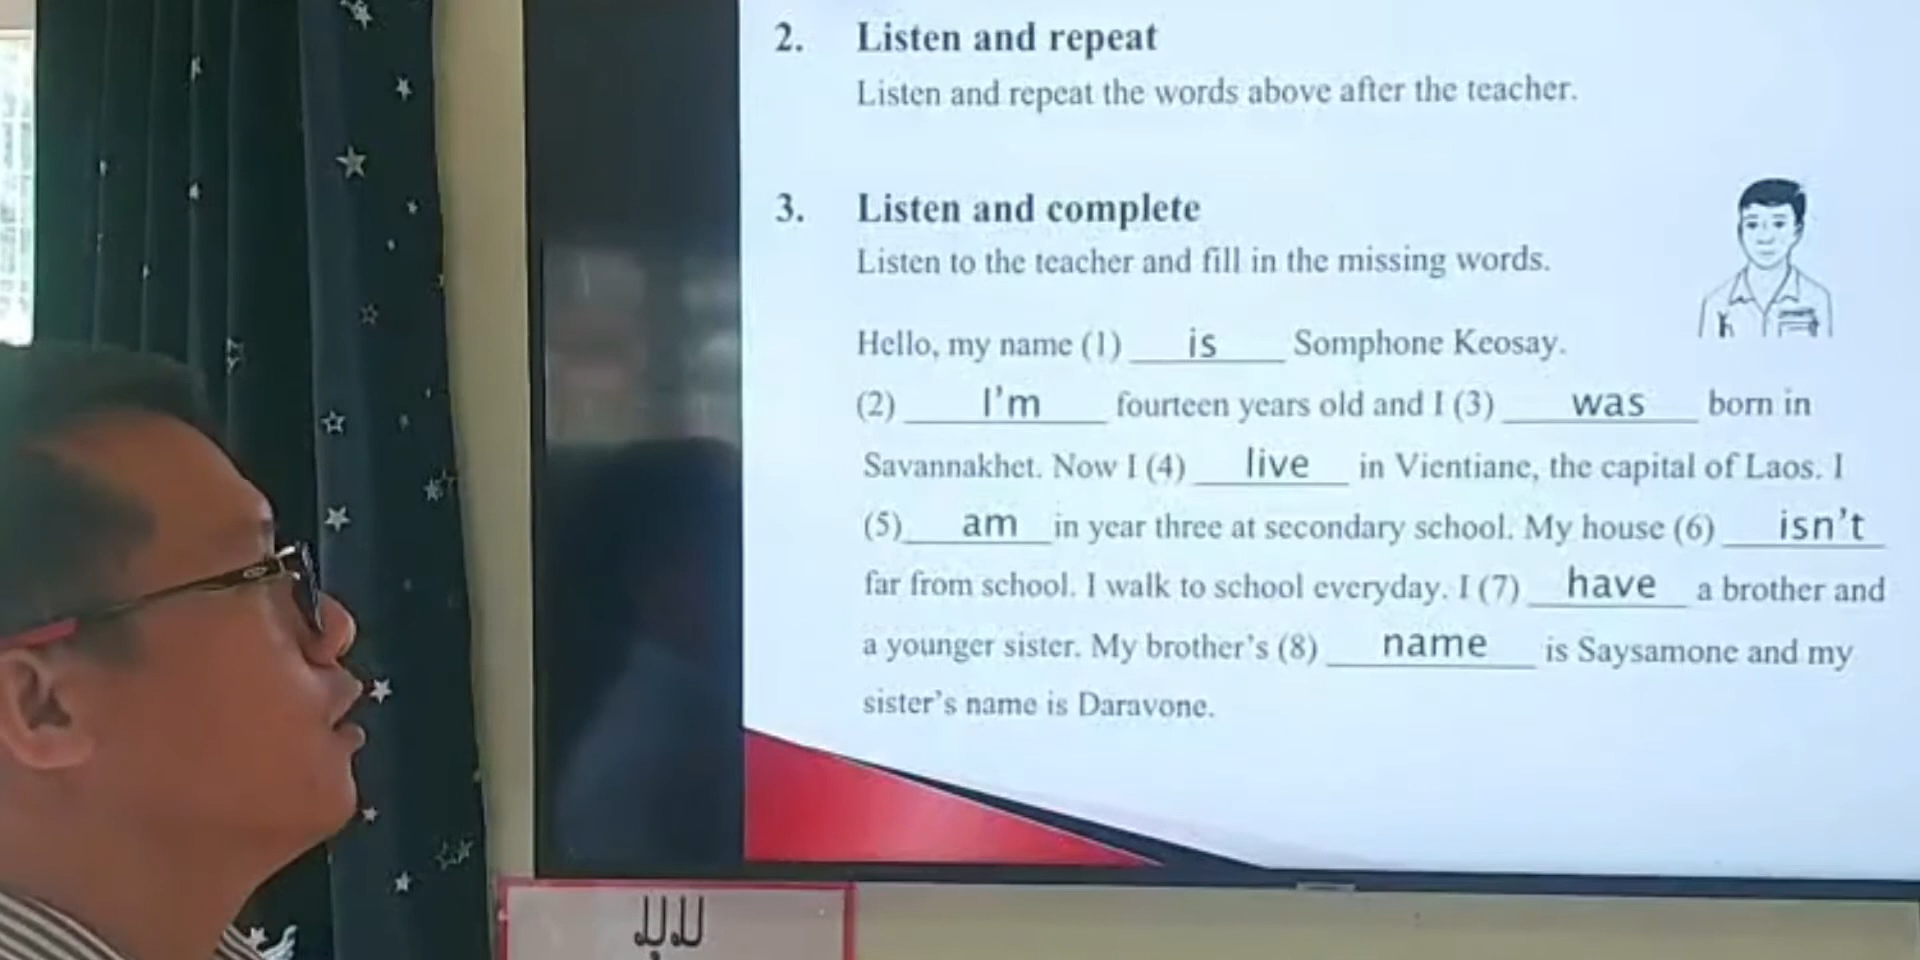 2. Listen and repeat
Listen and repeat the words above after the teacher.
3. Listen and complete
Listen to the teacher and fill in the missing words.
Hello, my name (1) is Somphone Keosay.
(2) I'm fourteen years old and I (3) was born in
Savannakhet. Now I (4) live in Vientiane, the capital of Laos. I
(5) am in year three at secondary school. My house (6) isn't
far from school. I walk to school everyday. I (7) have a brother and
a younger sister. My brother's (8) name is Saysamone and my
sister's name is Daravone.